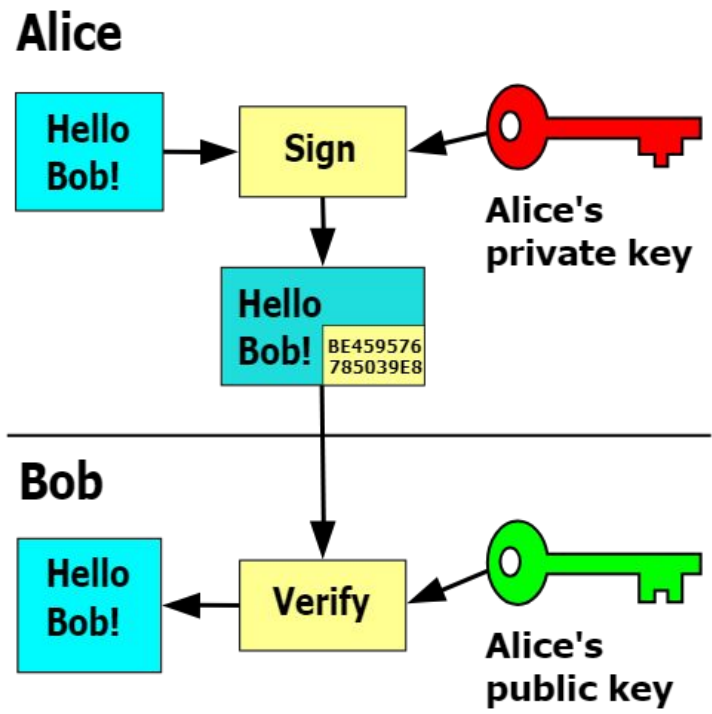 Alice
Hello
Bob!
Sign
Alice's
private key
Hello
Bob!
BE459576
785039E8
Bob
Hello
Bob!
Verify
Alice's
public key